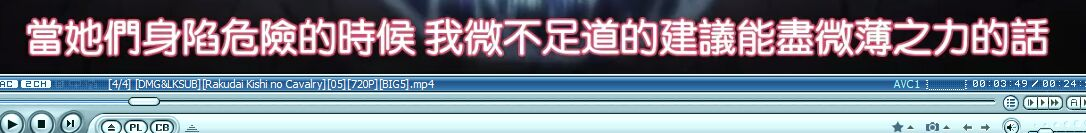 當她們身陷危險的時候 我微不足道的建議能盡微薄之力的話
AC 2CH [4/4] [DMG&LKSUB][Rakudai Kishi no Cavalry][05][720P][BIG5].mp4 AVC1 00:03:49 / 00:24:
PL CB A